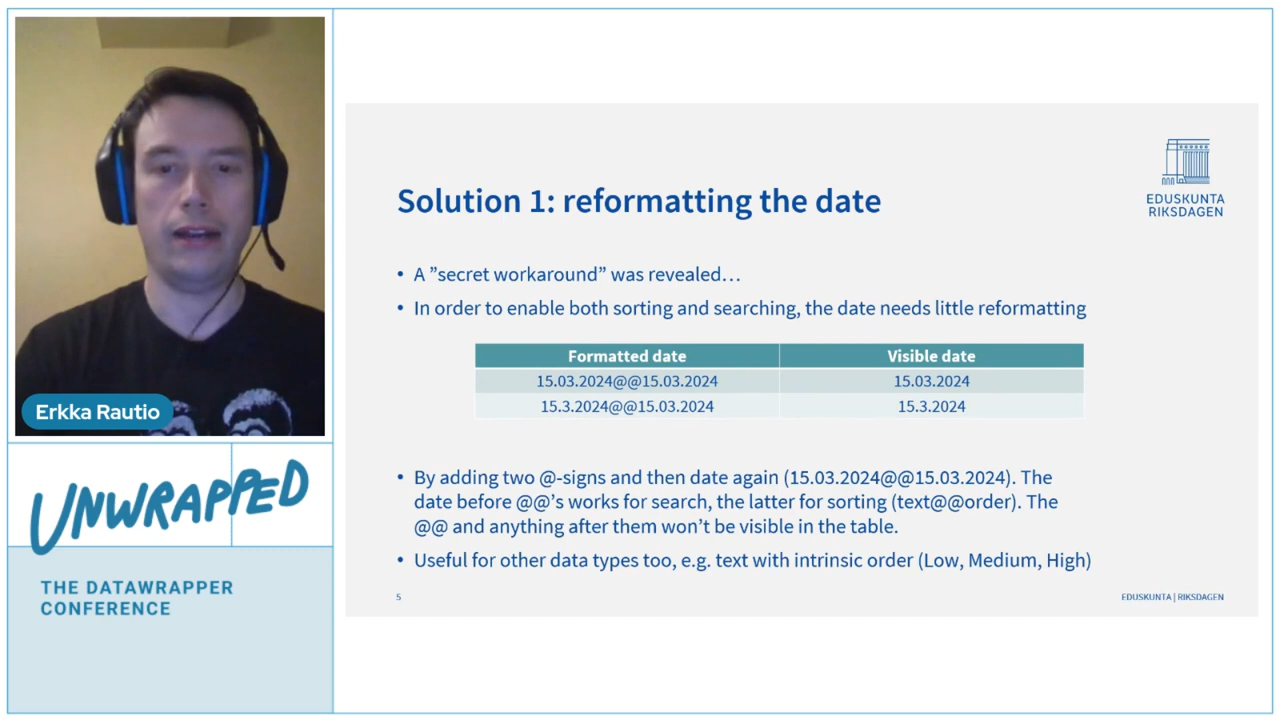 Erkka Rautio
UNWRAPPED
THE DATAWRAPPER
CONFERENCE
EDUSKUNTA
RIKSDAGEN
Solution 1: reformatting the date
• A ”secret workaround” was revealed…
• In order to enable both sorting and searching, the date needs little reformatting
Formatted date Visible date
15.03.2024@@15.03.2024 15.03.2024
15.3.2024@@15.03.2024 15.3.2024
• By adding two @-signs and then date again (15.03.2024@@15.03.2024). The
date before @@’s works for search, the latter for sorting (text@@order). The
@@ and anything after them won’t be visible in the table.
• Useful for other data types too, e.g. text with intrinsic order (Low, Medium, High)
5
EDUSKUNTA | RIKSDAGEN